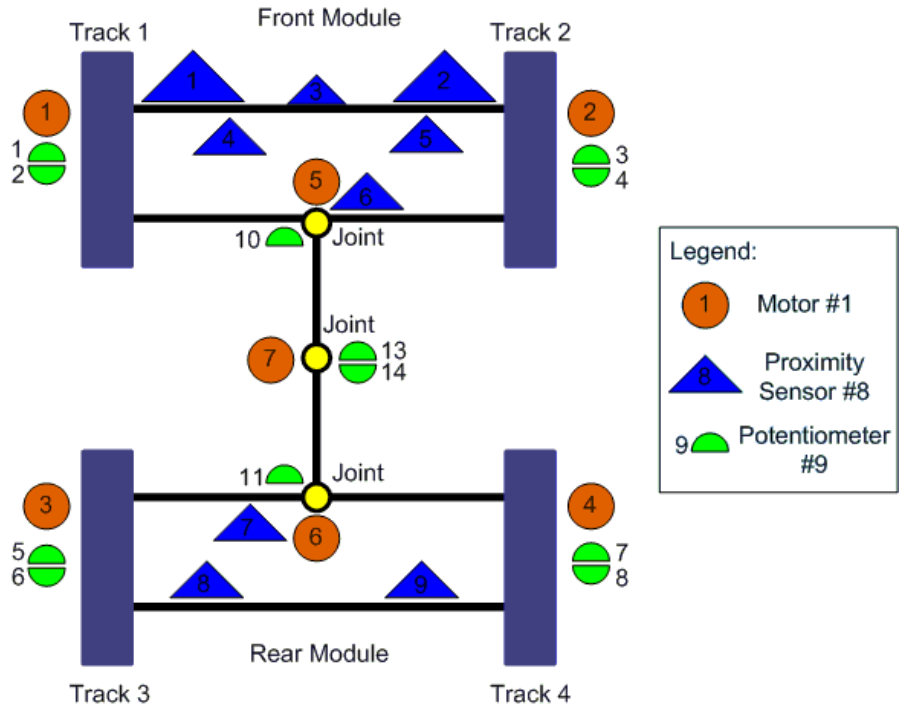 Front Module
Track 1
Track 2
1
2
3
1
2
4
5
1
2
3
4
5
6
10
Joint
Legend:
1
Motor #1
Joint
7
13
14
8
Proximity
Sensor #8
9
Potentiometer
#9
11
Joint
3
4
7
6
5
6
7
8
8
9
Rear Module
Track 3
Track 4